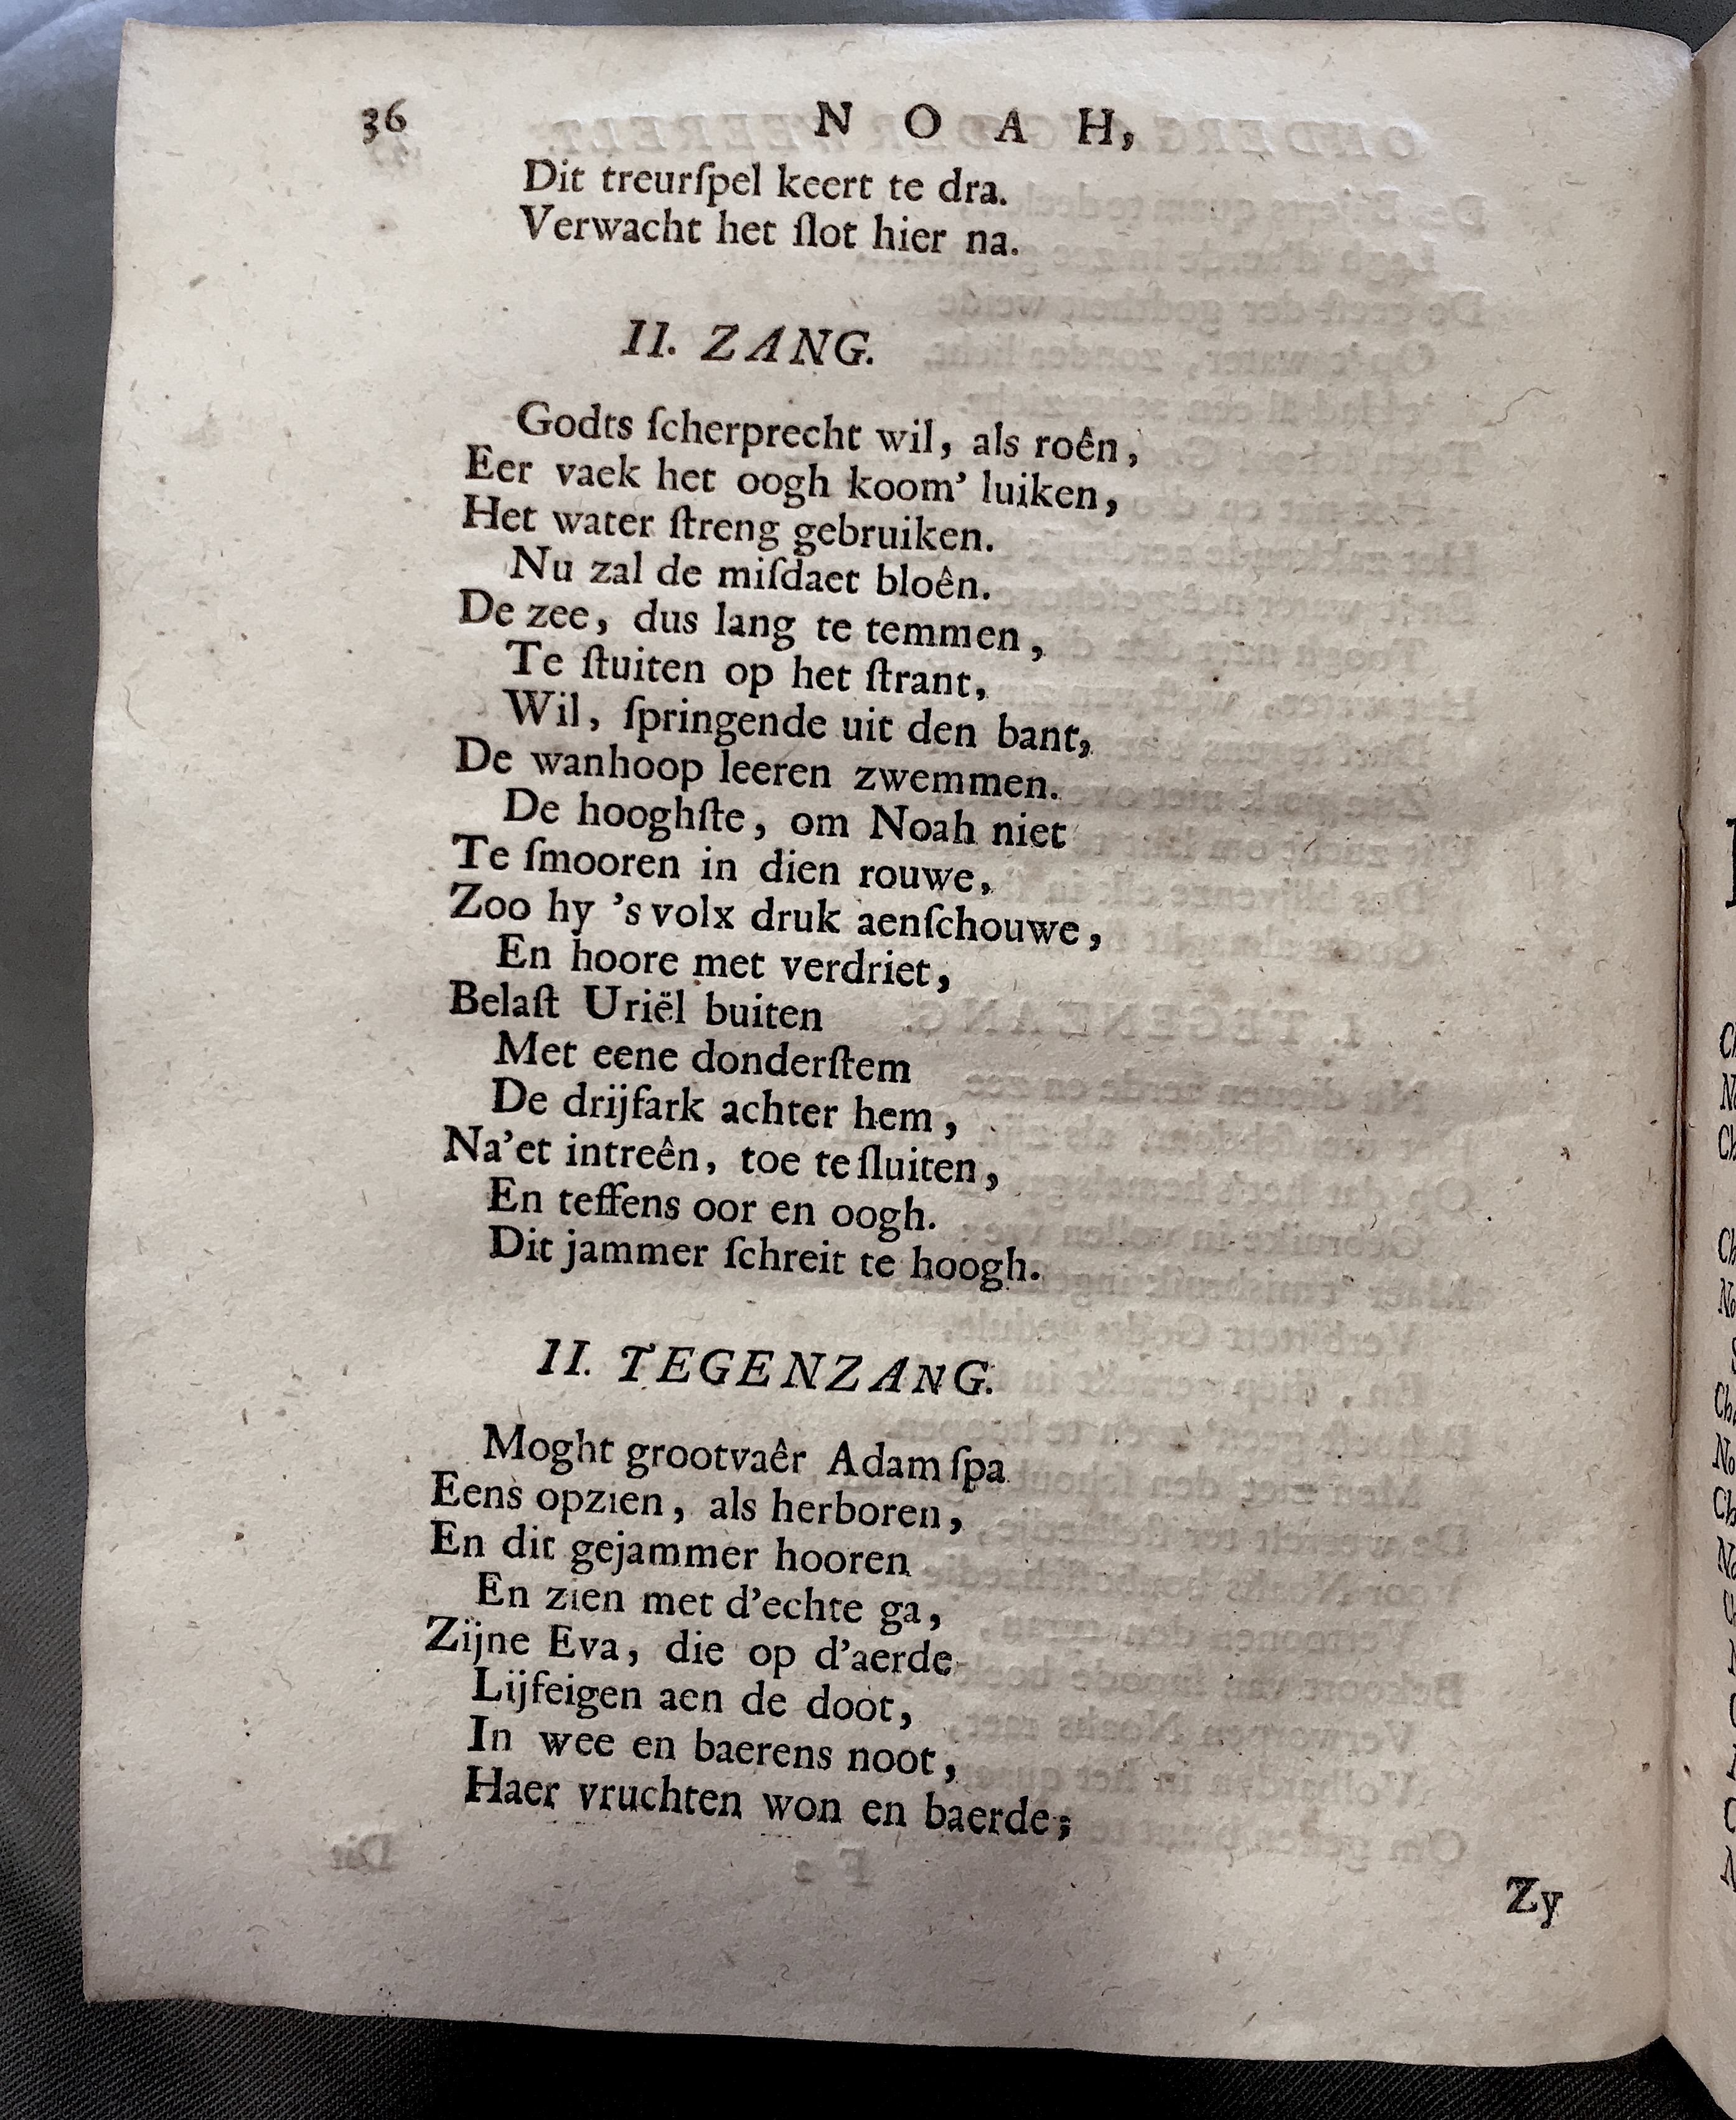 36 NOAH,
Dit treurſpel keert te dra.
Verwacht het ſlot hier na.
II. ZANG.
Godts ſcherprecht wil, als roên,
Eer vaek het oogh koom' luiken,
Het water ſtreng gebruiken.
Nu zal de miſdaet bloên.
De zee, dus lang te temmen,
Te ſtuiten op het ſtrant,
Wil, ſpringende uit den bant,
De wanhoop leeren zwemmen.
De hooghſte, om Noah niet
Te ſmooren in dien rouwe,
Zoo hy 's volx druk aenſchouwe,
En hoore met verdriet,
Belaſt Uriël buiten
Met eene donderſtem
De drijfark achter hem,
Na'et intreên, toe te ſluiten,
En teffens oor en oogh.
Dit jammer ſchreit te hoogh.
II. TEGENZANG.
Moght grootvaêr Adam ſpa
Eens opzien, als herboren,
En dit gejammer hooren
En zien met d'echte ga,
Zijne Eva, die op d'aerde
Lijfeigen aen de doot,
In wee en baerens noot,
Haer vruchten won en baerde;
Zy